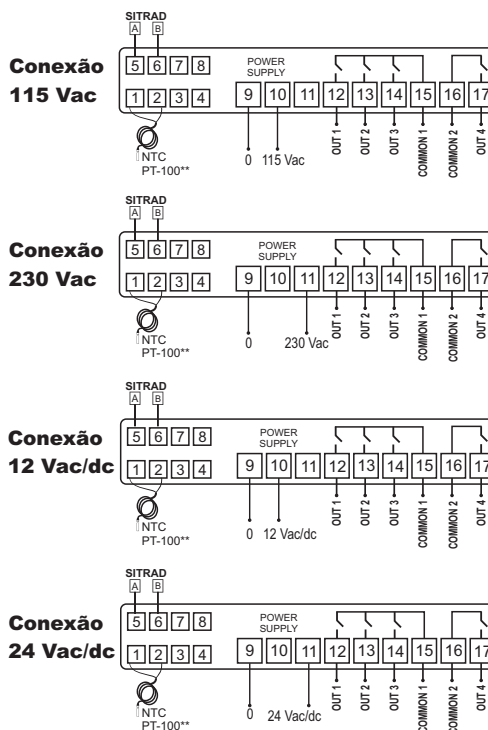 SITRAD
A B
Conexão
115 Vac
5 6 7 8
1 2 3 4
POWER
SUPPLY
9 10 11 12 13 14 15 16 17
NTC
PT-100**
0 115 Vac
OUT 1
OUT 2
OUT 3
COMMON 1
COMMON 2
OUT 4
SITRAD
A B
Conexão
230 Vac
5 6 7 8
1 2 3 4
POWER
SUPPLY
9 10 11 12 13 14 15 16 17
NTC
PT-100**
0 230 Vac
OUT 1
OUT 2
OUT 3
COMMON 1
COMMON 2
OUT 4
SITRAD
A B
Conexão
12 Vac/dc
5 6 7 8
1 2 3 4
POWER
SUPPLY
9 10 11 12 13 14 15 16 17
NTC
PT-100**
0 12 Vac/dc
OUT 1
OUT 2
OUT 3
COMMON 1
COMMON 2
OUT 4
SITRAD
A B
Conexão
24 Vac/dc
5 6 7 8
1 2 3 4
POWER
SUPPLY
9 10 11 12 13 14 15 16 17
NTC
PT-100**
0 24 Vac/dc
OUT 1
OUT 2
OUT 3
COMMON 1
COMMON 2
OUT 4